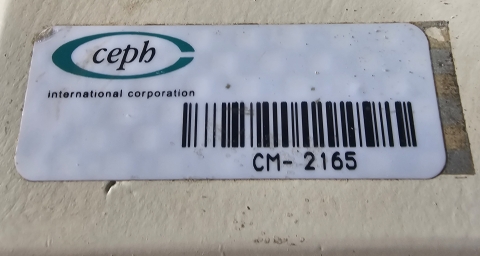 ceph
international corporation
CM- 2165